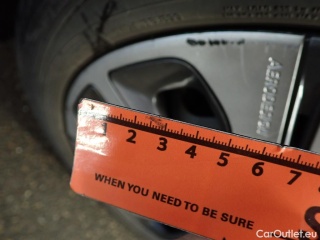 2 3 4 5 6 7
WHEN YOU NEED TO BE SURE
CarOutlet.eu